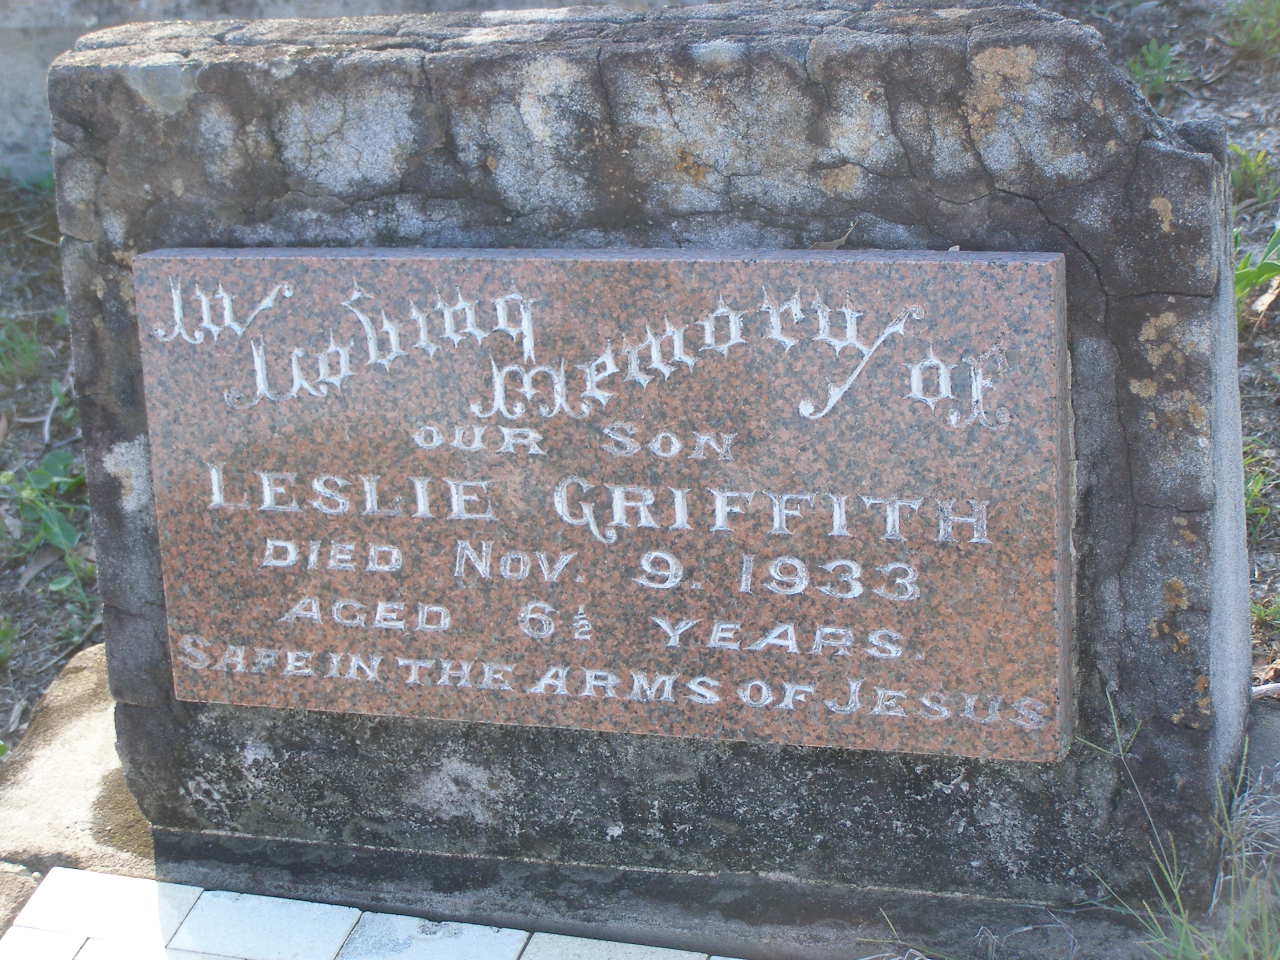 In Loving Memory of
OUR SON
LESLIE GRIFFITH
DIED NOV. 9. 1933
AGED 6½ YEARS.
SAFE IN THE ARMS OF JESUS